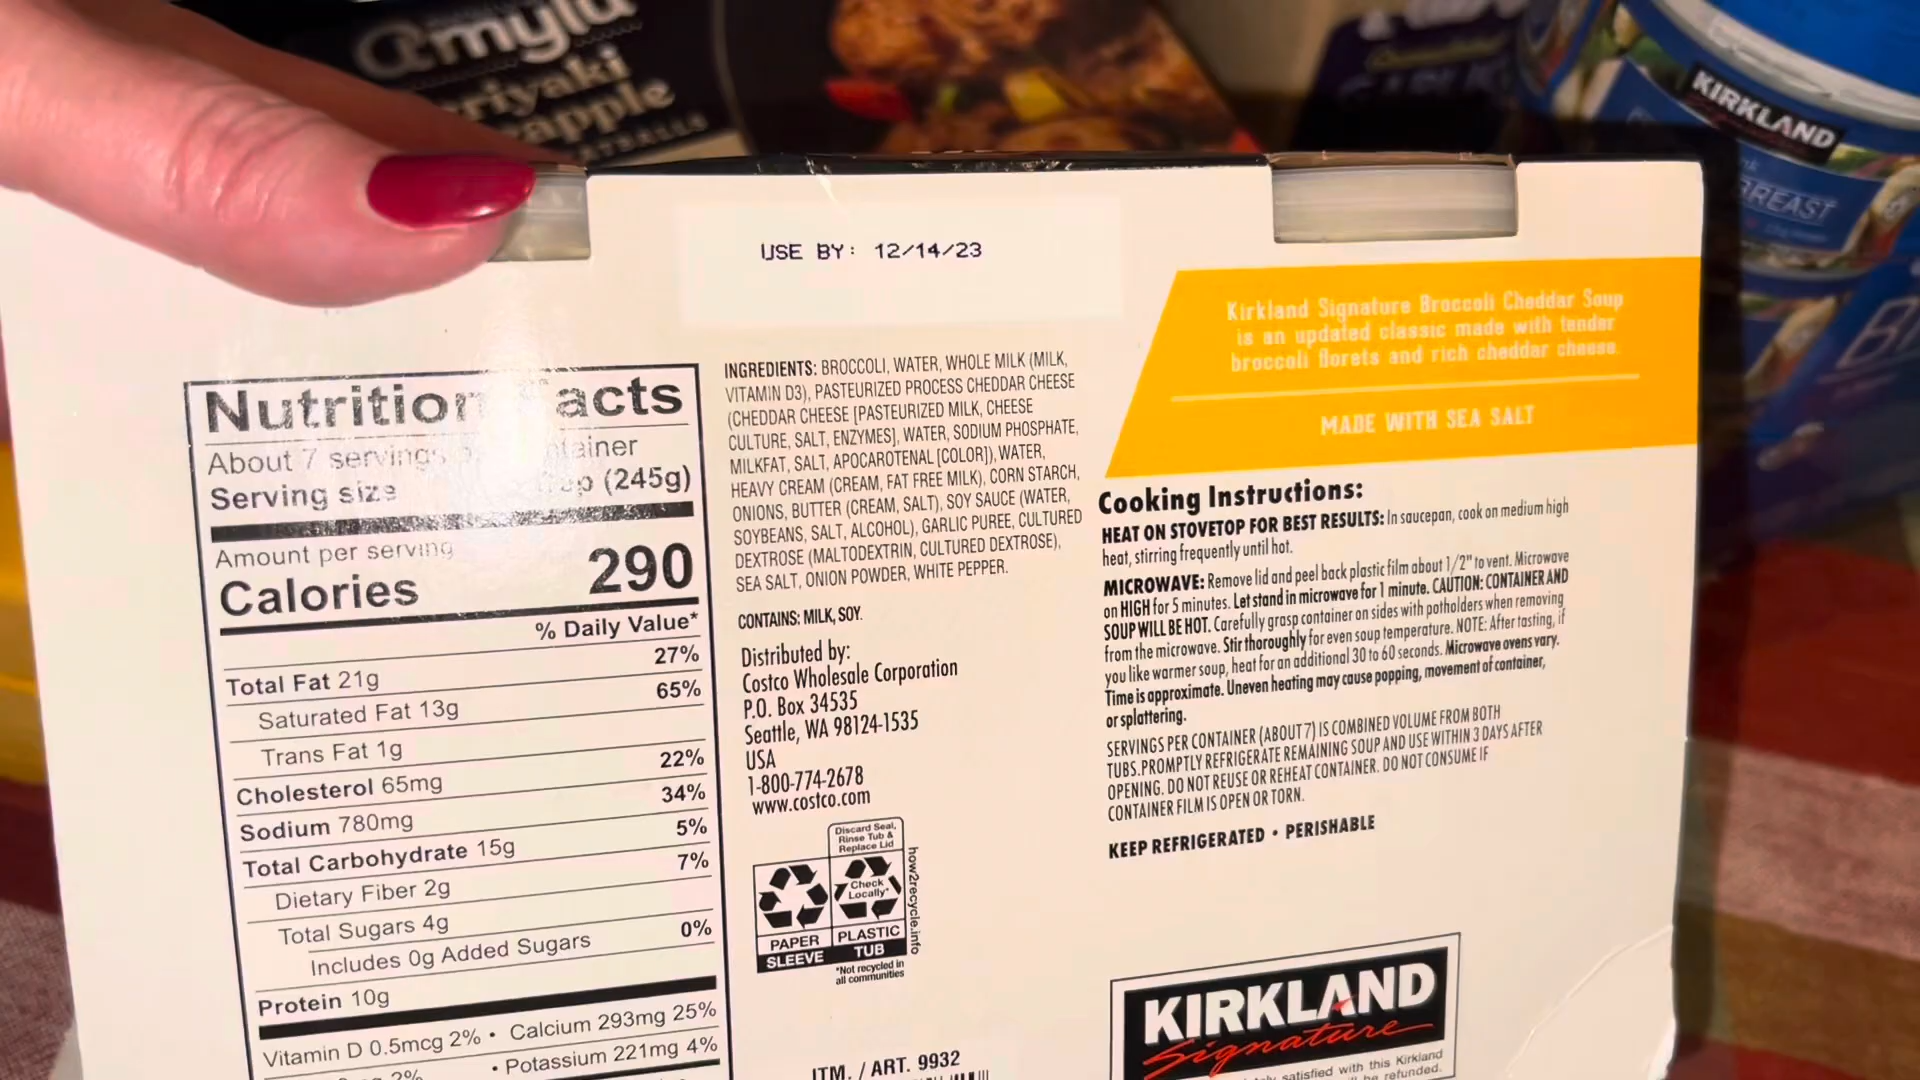 amylu
eriyaki
apple
KIRKLAND
BREAST
USE BY: 12/14/23
Kirkland Signature Broccoli Cheddar Soup
is an updated classic made with tender
broccoli florets and rich cheddar cheese.
MADE WITH SEA SALT
Nutrition acts
About 7 servings tainer
Serving size (245g)
Amount per serving
Calories 290
% Daily Value*
Total Fat 21g 27%
Saturated Fat 13g 65%
Trans Fat 1g
Cholesterol 65mg 22%
Sodium 780mg 34%
Total Carbohydrate 15g 5%
Dietary Fiber 2g 7%
Total Sugars 4g
Includes 0g Added Sugars 0%
Protein 10g
Vitamin D 0.5mcg 2% • Calcium 293mg 25%
2% • Potassium 221mg 4%
INGREDIENTS: BROCCOLI, WATER, WHOLE MILK (MILK,
VITAMIN D3), PASTEURIZED PROCESS CHEDDAR CHEESE
(CHEDDAR CHEESE [PASTEURIZED MILK, CHEESE
CULTURE, SALT, ENZYMES], WATER, SODIUM PHOSPHATE,
MILKFAT, SALT, APOCAROTENAL [COLOR]), WATER,
HEAVY CREAM (CREAM, FAT FREE MILK), CORN STARCH,
ONIONS, BUTTER (CREAM, SALT), SOY SAUCE (WATER,
SOYBEANS, SALT, ALCOHOL), GARLIC PUREE, CULTURED
DEXTROSE (MALTODEXTRIN, CULTURED DEXTROSE),
SEA SALT, ONION POWDER, WHITE PEPPER.
CONTAINS: MILK, SOY.
Distributed by:
Costco Wholesale Corporation
P.O. Box 34535
Seattle, WA 98124-1535
USA
1-800-774-2678
www.costco.com
Discard Seal,
Rinse Tub &
Replace Lid
Check
Locally*
PAPER
SLEEVE
PLASTIC
TUB
*Not recycled in
all communities
how2recycle.info
ITM. / ART. 9932
Cooking Instructions:
HEAT ON STOVETOP FOR BEST RESULTS: In saucepan, cook on medium high
heat, stirring frequently until hot.
MICROWAVE: Remove lid and peel back plastic film about 1/2" to vent. Microwave
on HIGH for 5 minutes. Let stand in microwave for 1 minute. CAUTION: CONTAINER AND
SOUP WILL BE HOT. Carefully grasp container on sides with potholders when removing
from the microwave. Stir thoroughly for even soup temperature. NOTE: After tasting, if
you like warmer soup, heat for an additional 30 to 60 seconds. Microwave ovens vary.
Time is approximate. Uneven heating may cause popping, movement of container,
or splattering.
SERVINGS PER CONTAINER (ABOUT 7) IS COMBINED VOLUME FROM BOTH
TUBS. PROMPTLY REFRIGERATE REMAINING SOUP AND USE WITHIN 3 DAYS AFTER
OPENING. DO NOT REUSE OR REHEAT CONTAINER. DO NOT CONSUME IF
CONTAINER FILM IS OPEN OR TORN.
KEEP REFRIGERATED • PERISHABLE
KIRKLAND
Signature
satisfied with this Kirkland
be refunded.